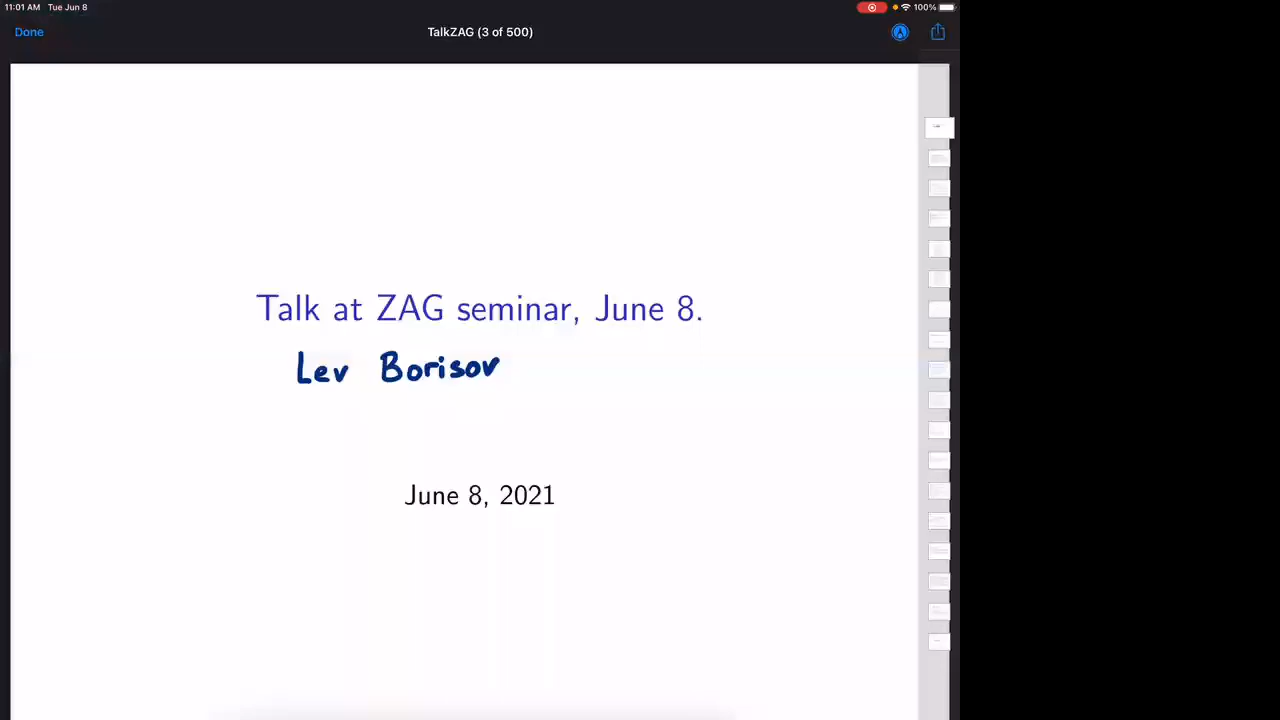 11:01 AM Tue Jun 8 100%
Done TalkZAG (3 of 500)
Talk at ZAG seminar, June 8.
Lev Borisov
June 8, 2021